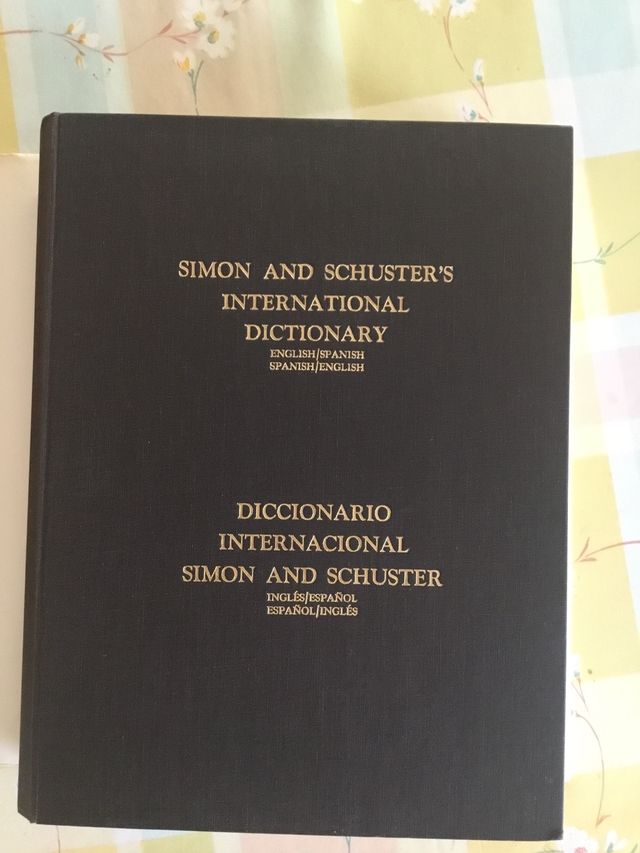 SIMON AND SCHUSTER'S
INTERNATIONAL
DICTIONARY
ENGLISH/SPANISH
SPANISH/ENGLISH
DICCIONARIO
INTERNACIONAL
SIMON AND SCHUSTER
INGLÉS/ESPAÑOL
ESPAÑOL/INGLÉS